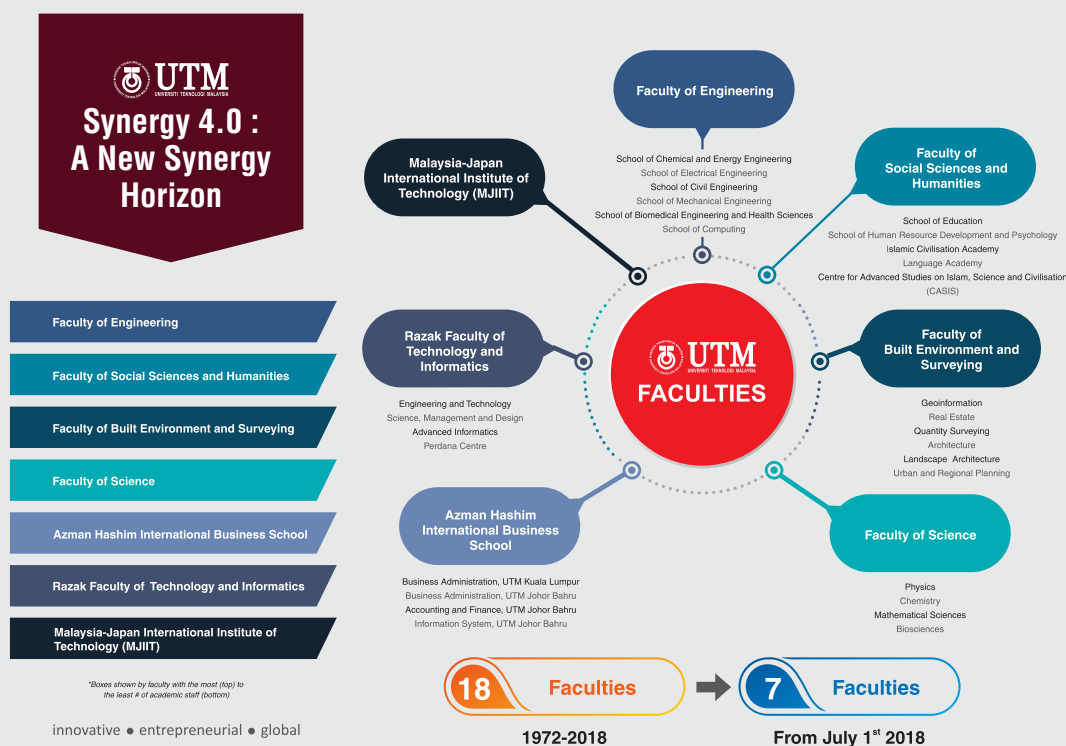 UTM
UNIVERSITI TEKNOLOGI MALAYSIA
Synergy 4.0 :
A New Synergy
Horizon
Faculty of Engineering
Faculty of Social Sciences and Humanities
Faculty of Built Environment and Surveying
Faculty of Science
Azman Hashim International Business School
Razak Faculty of Technology and Informatics
Malaysia-Japan International Institute of
Technology (MJIIT)
*Boxes shown by faculty with the most (top) to
the least # of academic staff (bottom)
innovative ● entrepreneurial ● global
Faculty of Engineering
School of Chemical and Energy Engineering
School of Electrical Engineering
School of Civil Engineering
School of Mechanical Engineering
School of Biomedical Engineering and Health Sciences
School of Computing
Malaysia-Japan
International Institute of
Technology (MJIIT)
Faculty of
Social Sciences and
Humanities
School of Education
School of Human Resource Development and Psychology
Islamic Civilisation Academy
Language Academy
Centre for Advanced Studies on Islam, Science and Civilisation
(CASIS)
Razak Faculty of
Technology and
Informatics
Engineering and Technology
Science, Management and Design
Advanced Informatics
Perdana Centre
UTM
UNIVERSITI TEKNOLOGI MALAYSIA
FACULTIES
Faculty of
Built Environment and
Surveying
Geoinformation
Real Estate
Quantity Surveying
Architecture
Landscape Architecture
Urban and Regional Planning
Azman Hashim
International Business
School
Business Administration, UTM Kuala Lumpur
Business Administration, UTM Johor Bahru
Accounting and Finance, UTM Johor Bahru
Information System, UTM Johor Bahru
Faculty of Science
Physics
Chemistry
Mathematical Sciences
Biosciences
18 Faculties
1972-2018
7 Faculties
From July 1st 2018